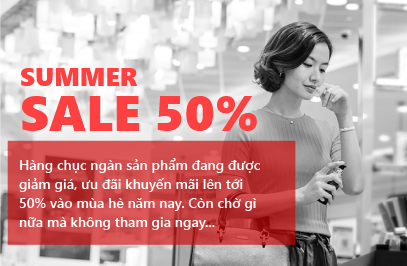 SUMMER
SALE 50%
Hàng chục ngàn sản phẩm đang được
giảm giá, ưu đãi khuyến mãi lên tới
50% vào mùa hè năm nay. Còn chờ gì
nữa mà không tham gia ngay...